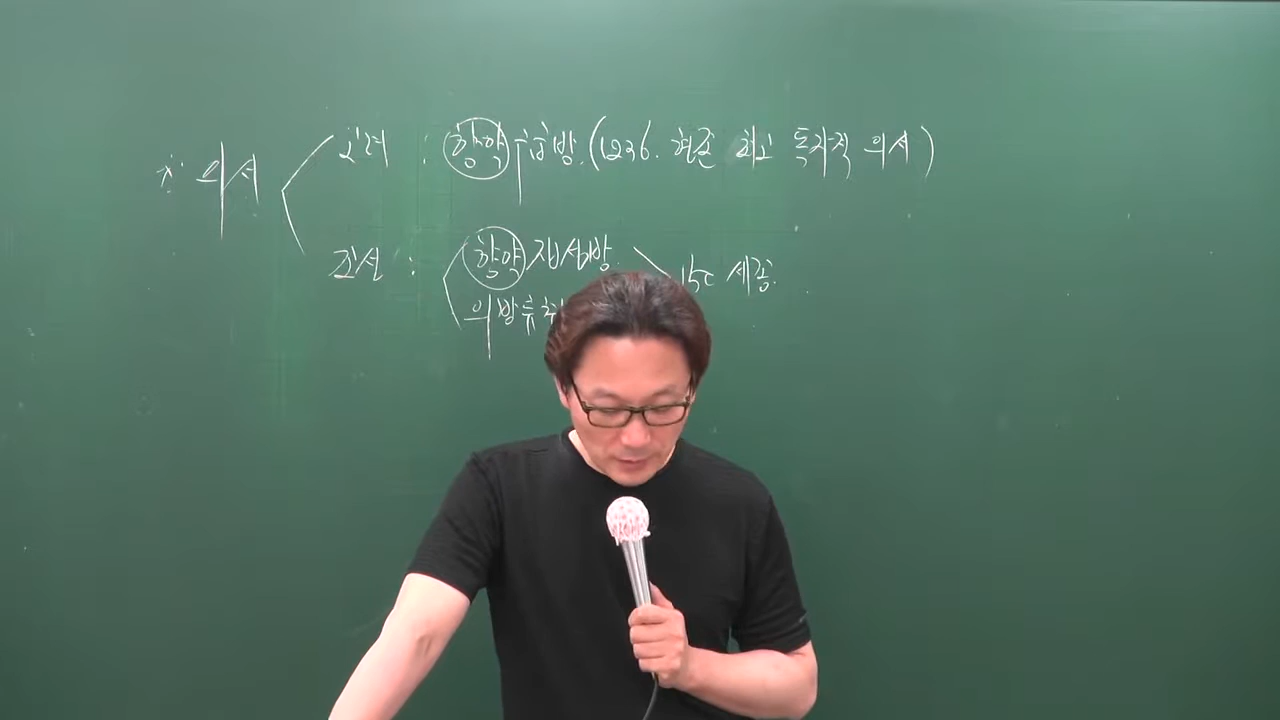 ※ 의서
고려 : 향약구급방. (1236. 현존 최고 독자적 의서)
조선 : 향약집성방
의방유취
15c 세종.